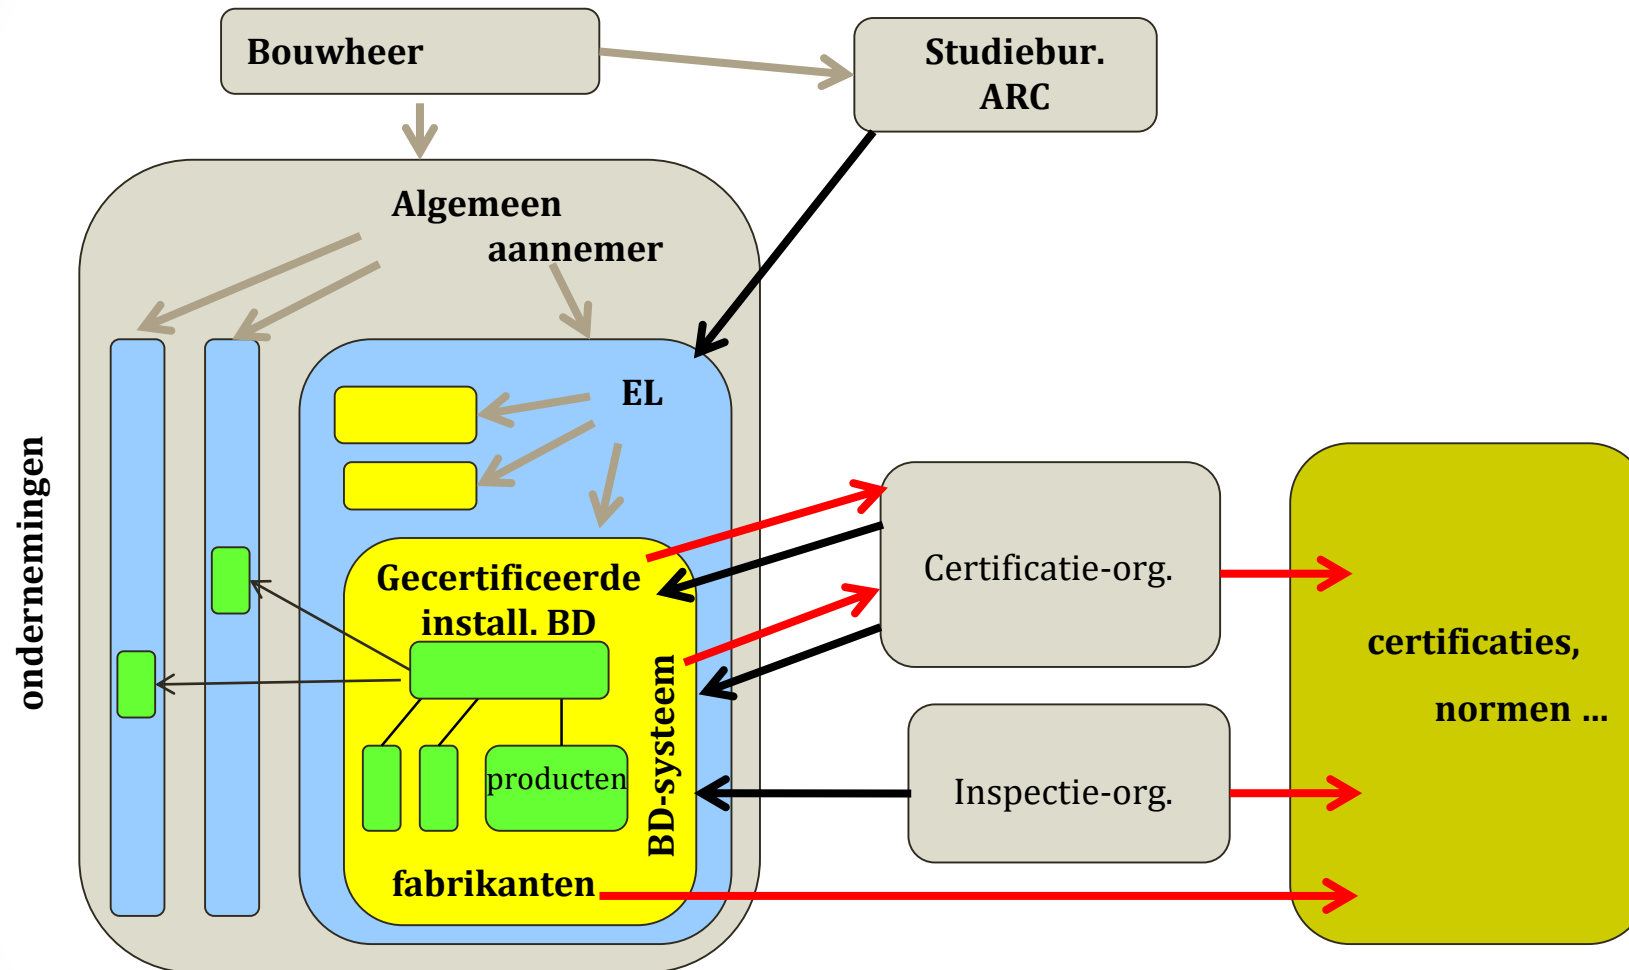 Bouwheer
Studiebur.
ARC
Algemeen
aannemer
EL
ondernemingen
Gecertificeerde
install. BD
BD-systeem
producten
fabrikanten
Certificatie-org.
Inspectie-org.
certificaties,
normen ...